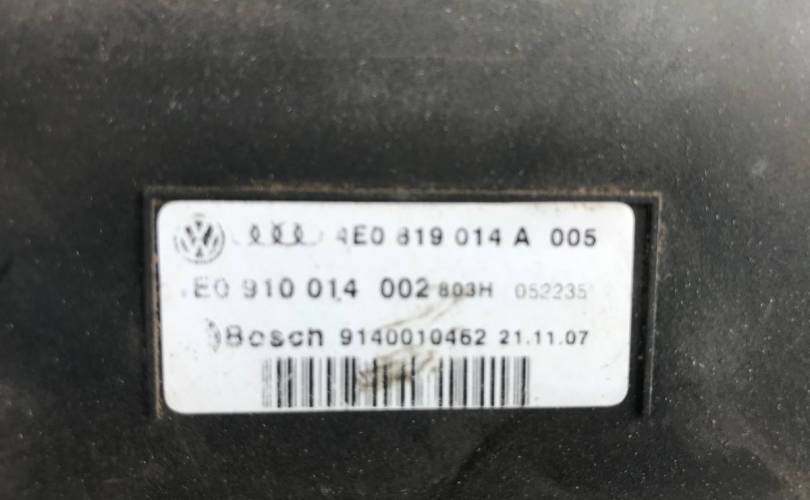 4E0 819 014 A 005
E0 910 014 002 803H 052235
Bosch 9140010462 21.11.07